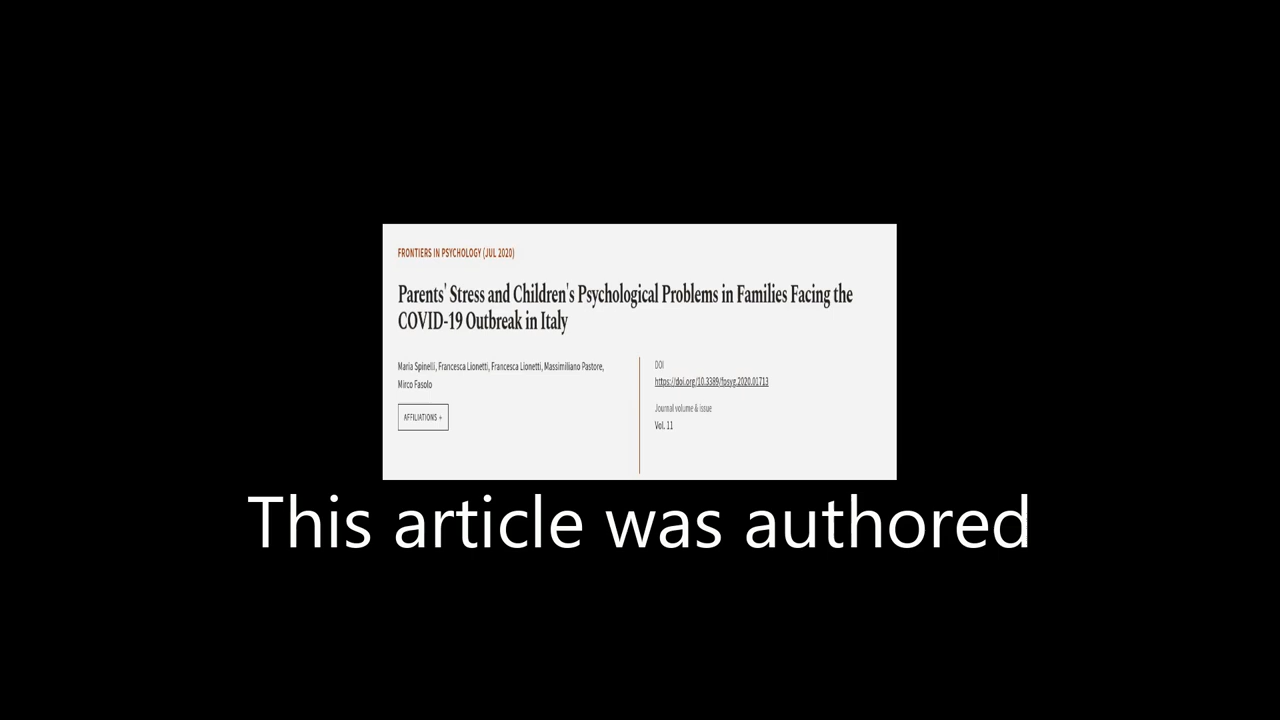 FRONTIERS IN PSYCHOLOGY (JUL 2020)
Parents' Stress and Children's Psychological Problems in Families Facing the
COVID-19 Outbreak in Italy
Maria Spinelli, Francesca Lionetti, Francesca Lionetti, Massimiliano Pastore,
Mirco Fasolo
AFFILIATIONS +
DOI
https://doi.org/10.3389/fpsyg.2020.01713
Journal volume & issue
Vol. 11
This article was authored